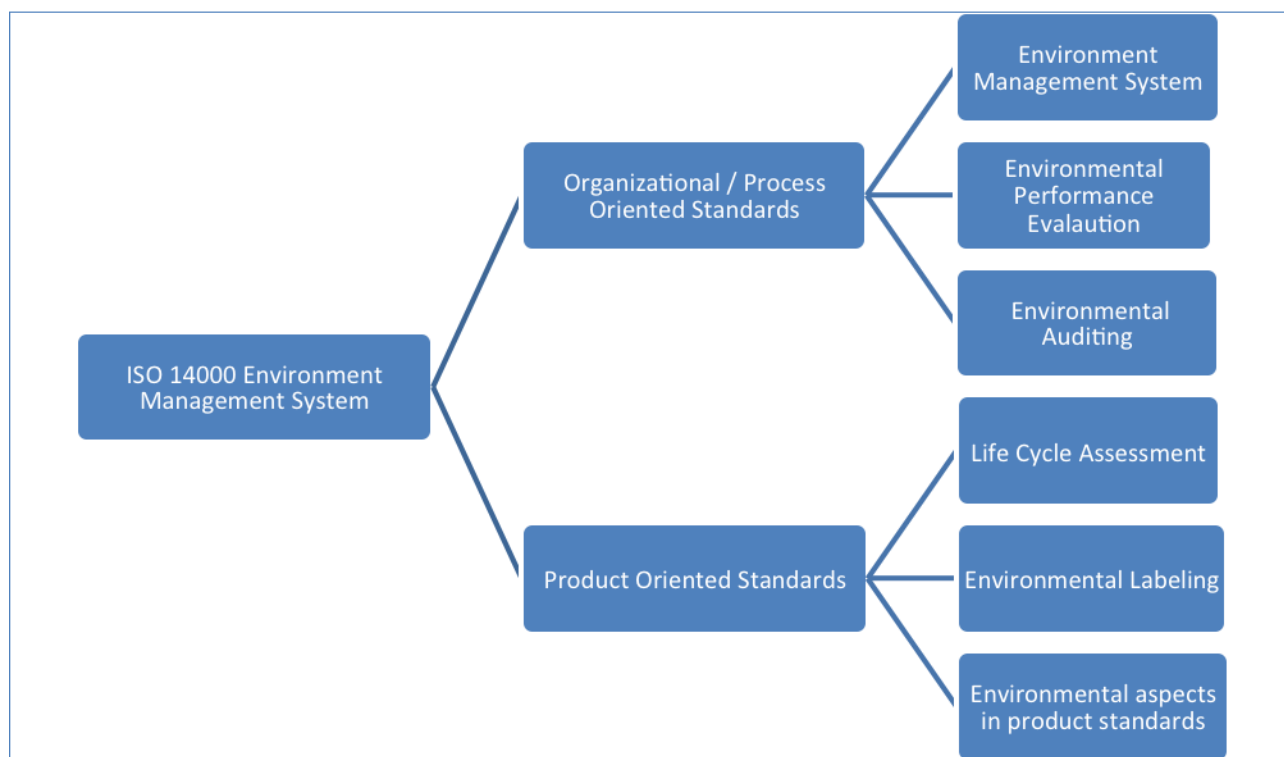 ISO 14000 Environment
Management System
Organizational / Process
Oriented Standards
Environment
Management System
Environmental
Performance
Evalaution
Environmental
Auditing
Product Oriented Standards
Life Cycle Assessment
Environmental Labeling
Environmental aspects
in product standards